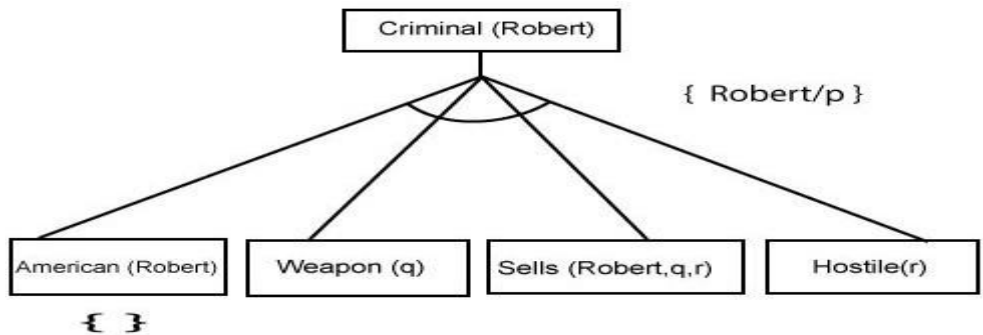 Criminal (Robert)
{ Robert/p }
American (Robert)
Weapon (q)
Sells (Robert,q,r)
Hostile(r)
{ }